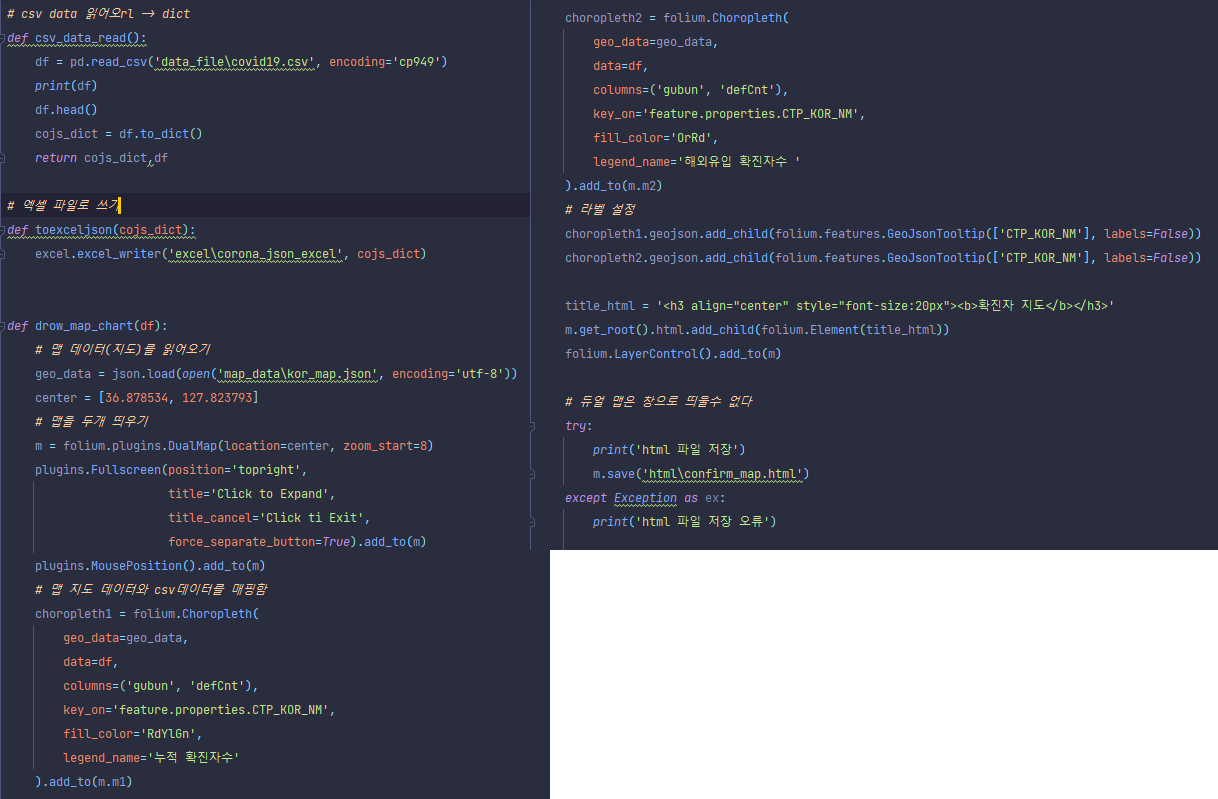 # csv data 읽어오rl -> dict
def csv_data_read():
    df = pd.read_csv('data_file\covid19.csv', encoding='cp949')
    print(df)
    df.head()
    cojs_dict = df.to_dict()
    return cojs_dict,df
# 엑셀 파일로 쓰기
def toexceljson(cojs_dict):
    excel.excel_writer('excel\corona_json_excel', cojs_dict)
def drow_map_chart(df):
    # 맵 데이터(지도)를 읽어오기
    geo_data = json.load(open('map_data\kor_map.json', encoding='utf-8'))
    center = [36.878534, 127.823793]
    # 맵을 두개 띄우기
    m = folium.plugins.DualMap(location=center, zoom_start=8)
    plugins.Fullscreen(position='topright',
                       title='Click to Expand',
                       title_cancel='Click ti Exit',
                       force_separate_button=True).add_to(m)
    plugins.MousePosition().add_to(m)
    # 맵 지도 데이터와 csv데이터를 매핑함
    choropleth1 = folium.Choropleth(
        geo_data=geo_data,
        data=df,
        columns=('gubun', 'defCnt'),
        key_on='feature.properties.CTP_KOR_NM',
        fill_color='RdYlGn',
        legend_name='누적 확진자수'
    ).add_to(m.m1)
    choropleth2 = folium.Choropleth(
        geo_data=geo_data,
        data=df,
        columns=('gubun', 'defCnt'),
        key_on='feature.properties.CTP_KOR_NM',
        fill_color='OrRd',
        legend_name='해외유입 확진자수 '
    ).add_to(m.m2)
    # 라벨 설정
    choropleth1.geojson.add_child(folium.features.GeoJsonTooltip(['CTP_KOR_NM'], labels=False))
    choropleth2.geojson.add_child(folium.features.GeoJsonTooltip(['CTP_KOR_NM'], labels=False))
    title_html = '<h3 align="center" style="font-size:20px"><b>확진자 지도</b></h3>'
    m.get_root().html.add_child(folium.Element(title_html))
    folium.LayerControl().add_to(m)
    # 듀얼 맵은 창으로 띄울수 없다
    try:
        print('html 파일 저장')
        m.save('html\confirm_map.html')
    except Exception as ex:
        print('html 파일 저장 오류')